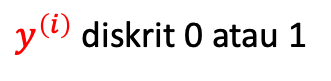 y⁽ⁱ⁾ diskrit 0 atau 1